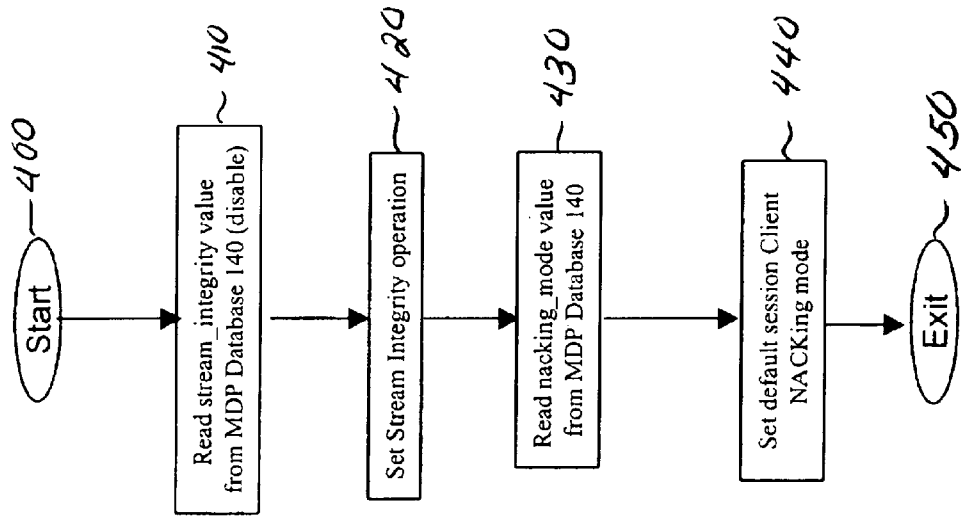 Start
400
Read stream_integrity value
from MDP Database 140 (disable)
410
Set Stream Integrity operation
420
Read nacking_mode value
from MDP Database 140
430
Set default session Client
NACKing mode
440
Exit
450